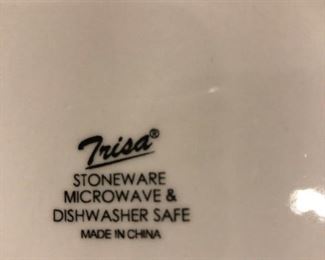 Trisa®
STONEWARE
MICROWAVE &
DISHWASHER SAFE
MADE IN CHINA